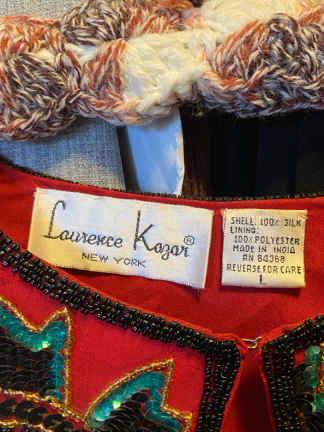 Laurence Kazar®
NEW YORK
SHELL: 100% SILK
LINING:
100% POLYESTER
MADE IN INDIA
RN 84368
REVERSE FOR CARE
L